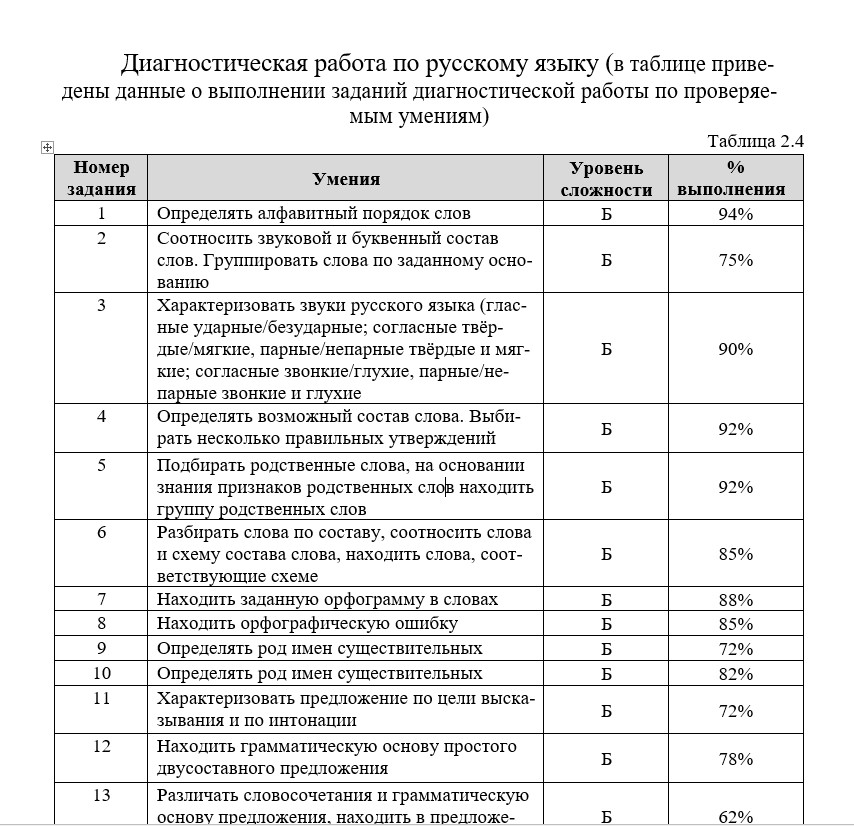 Диагностическая работа по русскому языку (в таблице приве-
дены данные о выполнении заданий диагностической работы по проверяе-
мым умениям)
Таблица 2.4
Номер задания | Умения | Уровень сложности | % выполнения
1 | Определять алфавитный порядок слов | Б | 94%
2 | Соотносить звуковой и буквенный состав
слов. Группировать слова по заданному осно-
ванию | Б | 75%
3 | Характеризовать звуки русского языка (глас-
ные ударные/безударные; согласные твёр-
дые/мягкие, парные/непарные твёрдые и мяг-
кие; согласные звонкие/глухие, парные/не-
парные звонкие и глухие | Б | 90%
4 | Определять возможный состав слова. Выби-
рать несколько правильных утверждений | Б | 92%
5 | Подбирать родственные слова, на основании
знания признаков родственных слов находить
группу родственных слов | Б | 92%
6 | Разбирать слова по составу, соотносить слова
и схему состава слова, находить слова, соот-
ветствующие схеме | Б | 85%
7 | Находить заданную орфограмму в словах | Б | 88%
8 | Находить орфографическую ошибку | Б | 85%
9 | Определять род имен существительных | Б | 72%
10 | Определять род имен существительных | Б | 82%
11 | Характеризовать предложение по цели выска-
зывания и по интонации | Б | 72%
12 | Находить грамматическую основу простого
двусоставного предложения | Б | 78%
13 | Различать словосочетания и грамматическую
основу предложения, находить в предложе- | Б | 62%